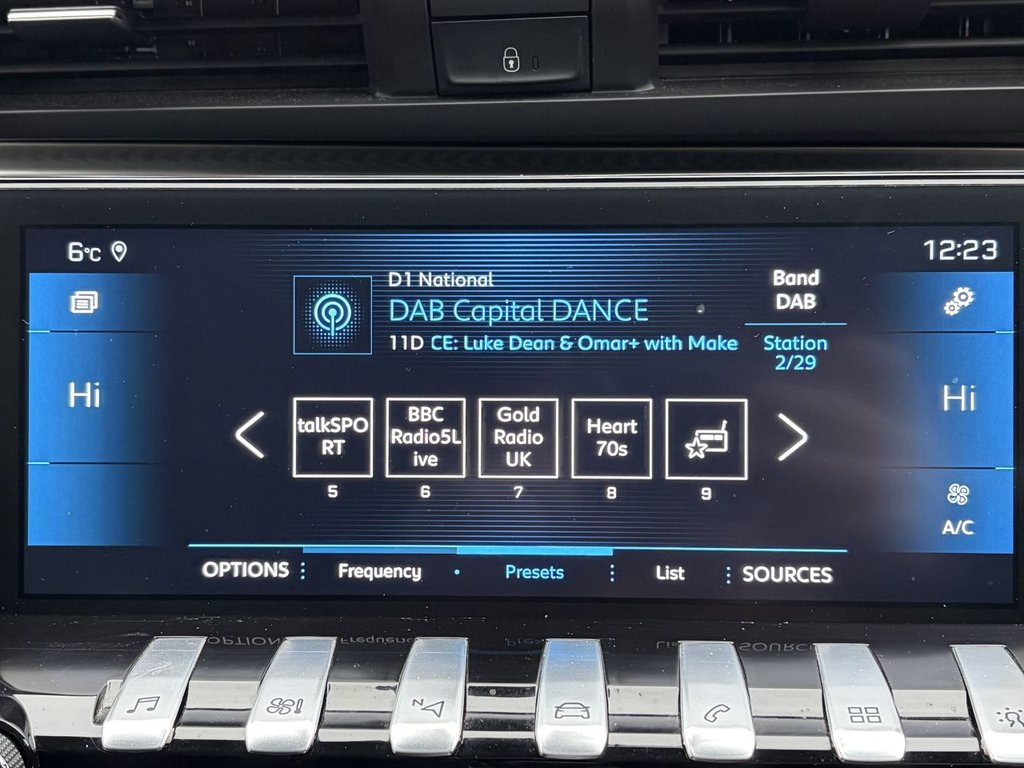 6°C
12:23
D1 National
DAB Capital DANCE
11D CE: Luke Dean & Omar+ with Make
Band
DAB
Station
2/29
Hi
Hi
talkSPO
RT
BBC
Radio5L
ive
Gold
Radio
UK
Heart
70s
5
6
7
8
9
A/C
OPTIONS
Frequency
Presets
List
SOURCES
N